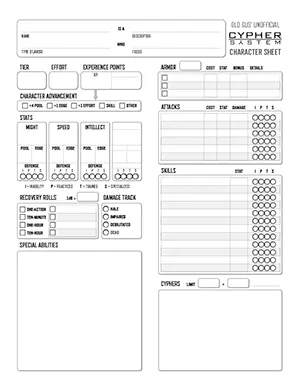 OLD GUS' UNOFFICIAL
CYPHER
SYSTEM
CHARACTER SHEET
IS A
NAME
DESCRIPTOR
WHO
TYPE
FOCUS
TIER
EFFORT
EXPERIENCE POINTS
XP
ARMOR
COST STAT BONUS DETAILS
CHARACTER ADVANCEMENT
+4 POOL
+1 EDGE
+1 EFFORT
SKILL
OTHER
STATS
MIGHT
SPEED
INTELLECT
POOL EDGE
POOL EDGE
POOL EDGE
DEFENSE
DEFENSE
DEFENSE
I P T S
I P T S
I P T S
I - INABILITY P - PRACTICED T - TRAINED S - SPECIALIZED
ATTACKS
COST STAT DAMAGE I P T S
SKILLS
STAT I P T S
RECOVERY ROLLS
1d6 +
ONE-ACTION
TEN-MINUTE
ONE-HOUR
TEN-HOUR
DAMAGE TRACK
HALE
IMPAIRED
DEBILITATED
DEAD
SPECIAL ABILITIES
CYPHERS
LIMIT